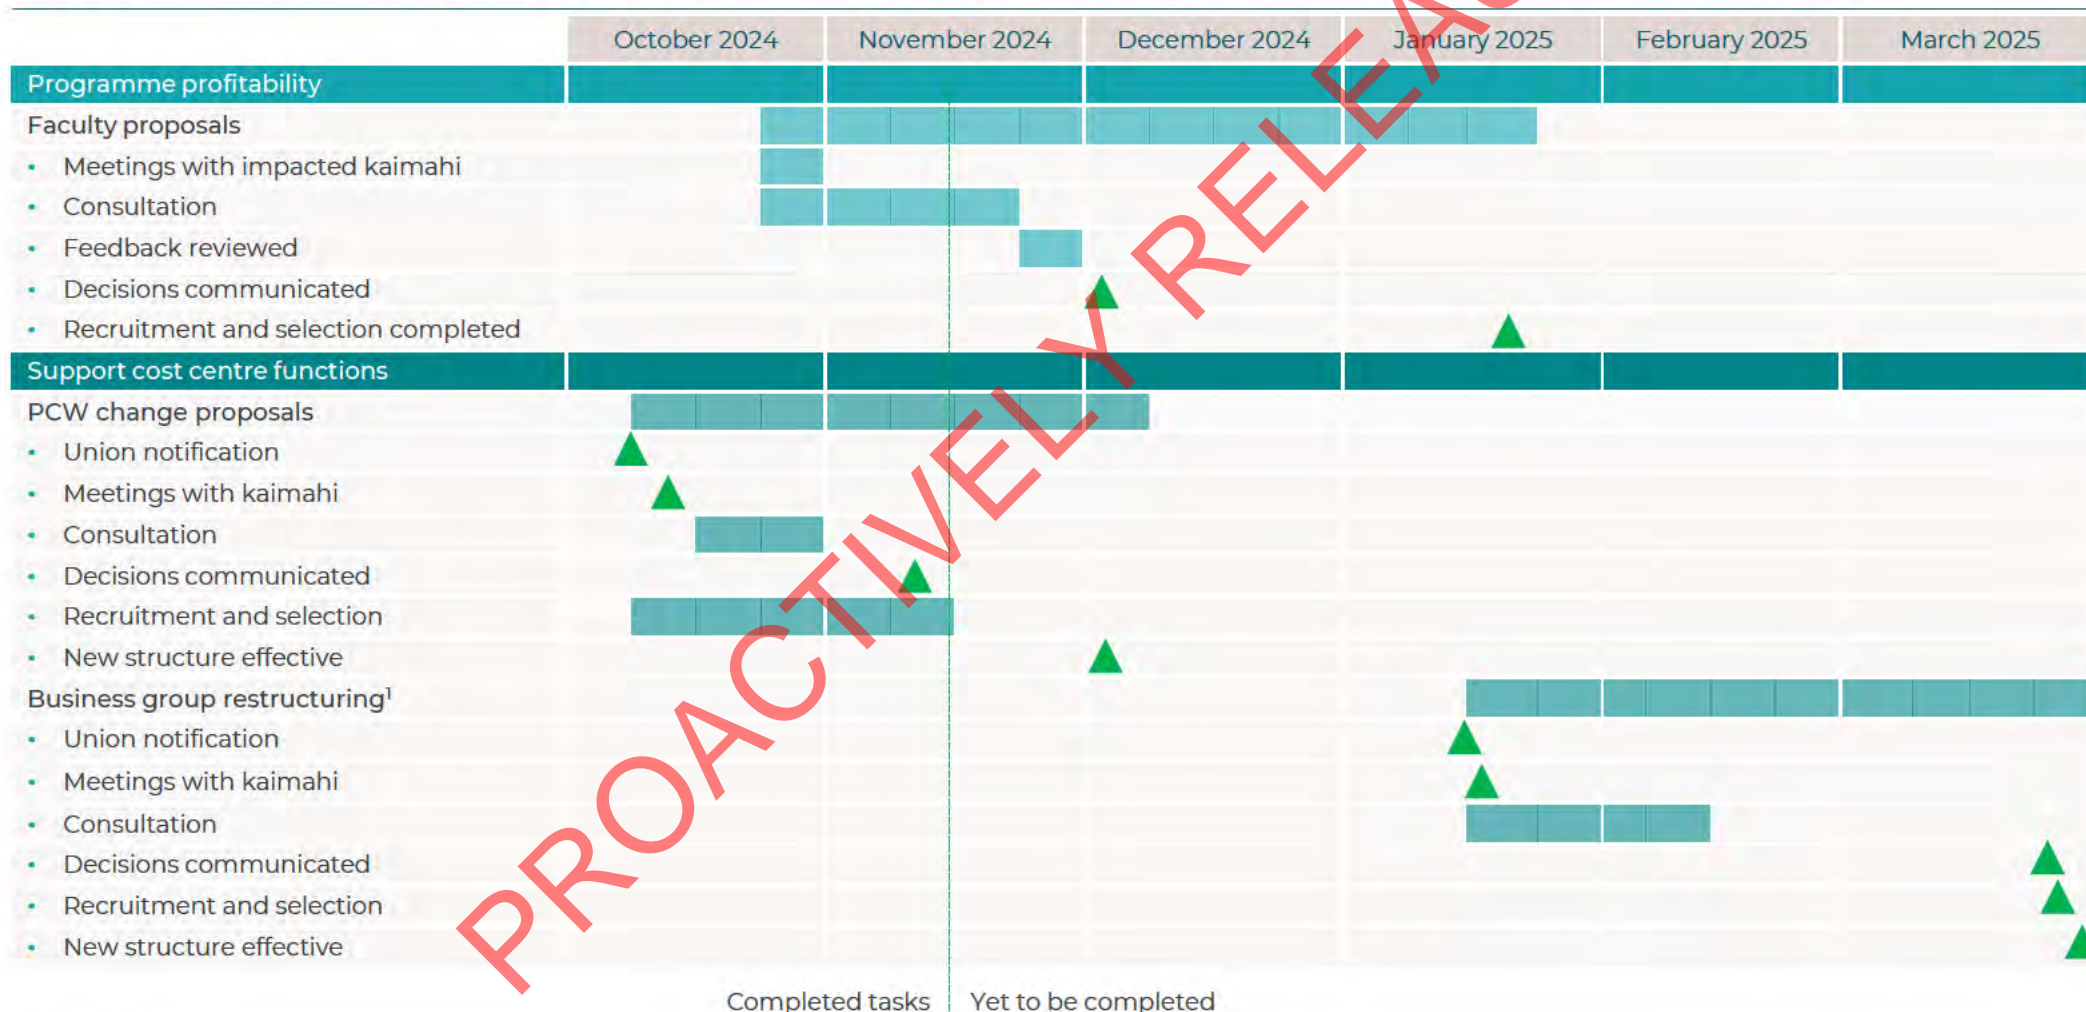 October 2024 November 2024 December 2024 January 2025 February 2025 March 2025
Programme profitability
Faculty proposals
• Meetings with impacted kaimahi
• Consultation
• Feedback reviewed
• Decisions communicated
• Recruitment and selection completed
Support cost centre functions
PCW change proposals
• Union notification
• Meetings with kaimahi
• Consultation
• Decisions communicated
• Recruitment and selection
• New structure effective
Business group restructuring¹
• Union notification
• Meetings with kaimahi
• Consultation
• Decisions communicated
• Recruitment and selection
• New structure effective
Completed tasks Yet to be completed
PROACTIVELY RELEAS